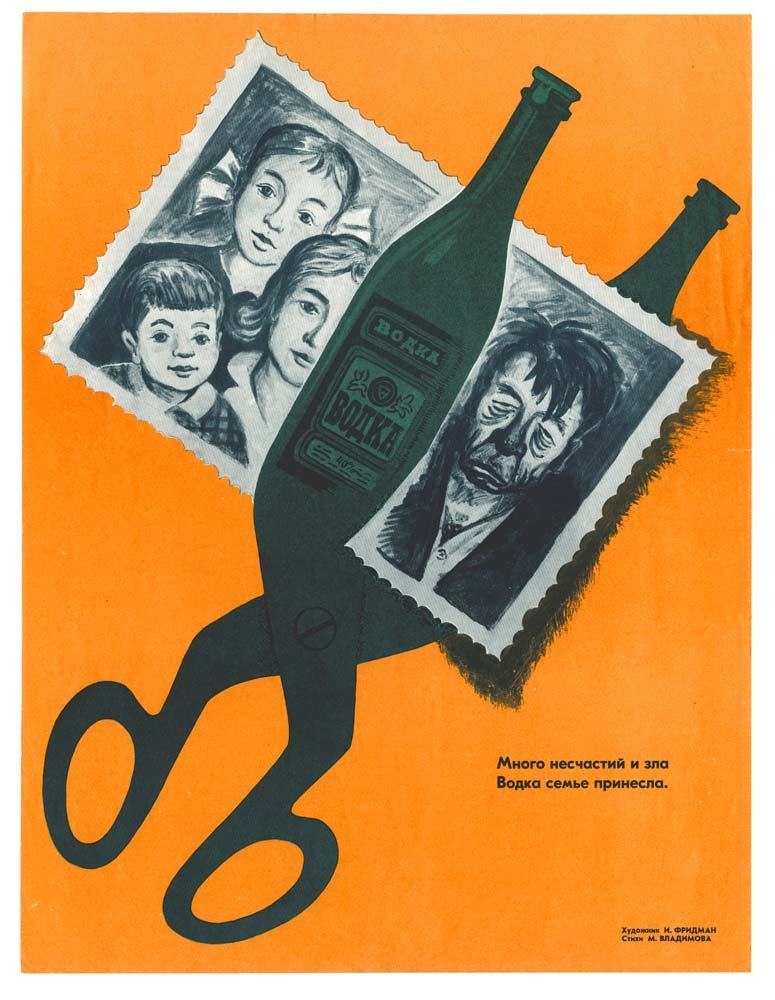 ВОДКА
ВОДКА
40%
Много несчастий и зла
Водка семье принесла.
Художник И. ФРИДМАН
Стихи М. ВЛАДИМОВА